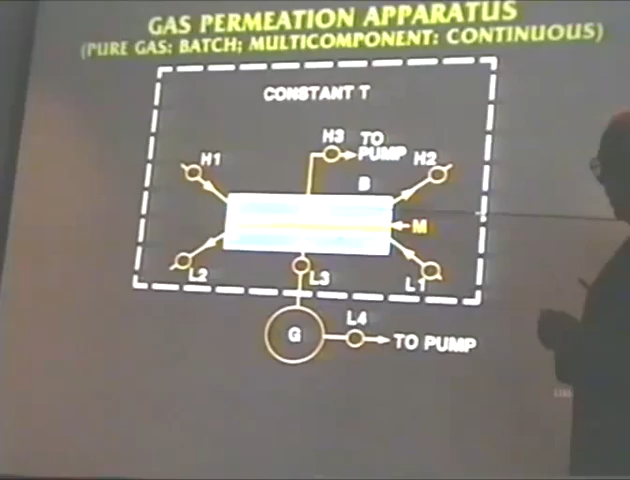 GAS PERMEATION APPARATUS
(PURE GAS: BATCH; MULTICOMPONENT: CONTINUOUS)
CONSTANT T
H3 TO
PUMP
H1
H2
B
M
L2
L3
L1
G
L4
TO PUMP